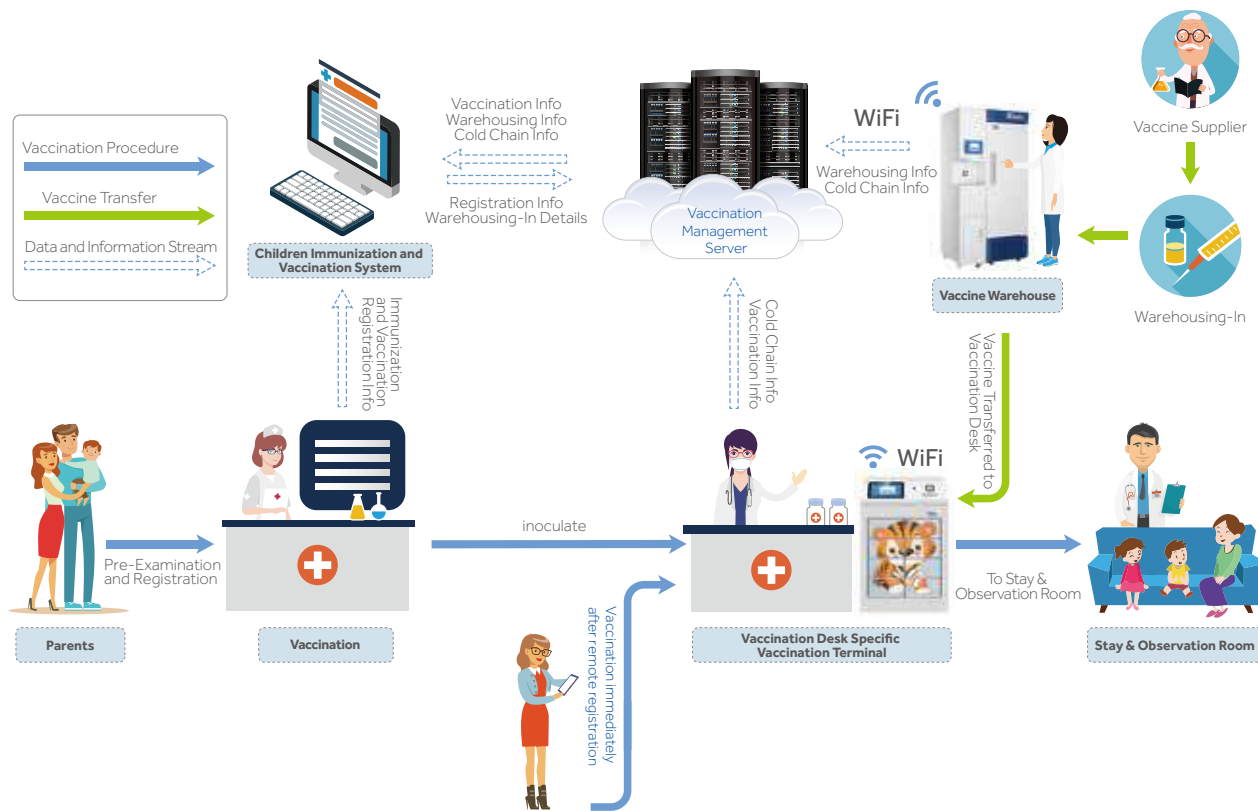 Vaccination Procedure
Vaccine Transfer
Data and Information Stream
Children Immunization and
Vaccination System
Vaccination Info
Warehousing Info
Cold Chain Info
Registration Info
Warehousing-In Details
Vaccination
Management
Server
WiFi
Warehousing Info
Cold Chain Info
Vaccine Warehouse
Vaccine Supplier
Warehousing-In
Immunization
and Vaccination
Registration Info
Cold Chain Info
Vaccination Info
Vaccine Transferred to
Vaccination Desk
WiFi
Parents
Pre-Examination
and Registration
Vaccination
inoculate
Vaccination immediately
after remote registration
Vaccination Desk Specific
Vaccination Terminal
To Stay &
Observation Room
Stay & Observation Room